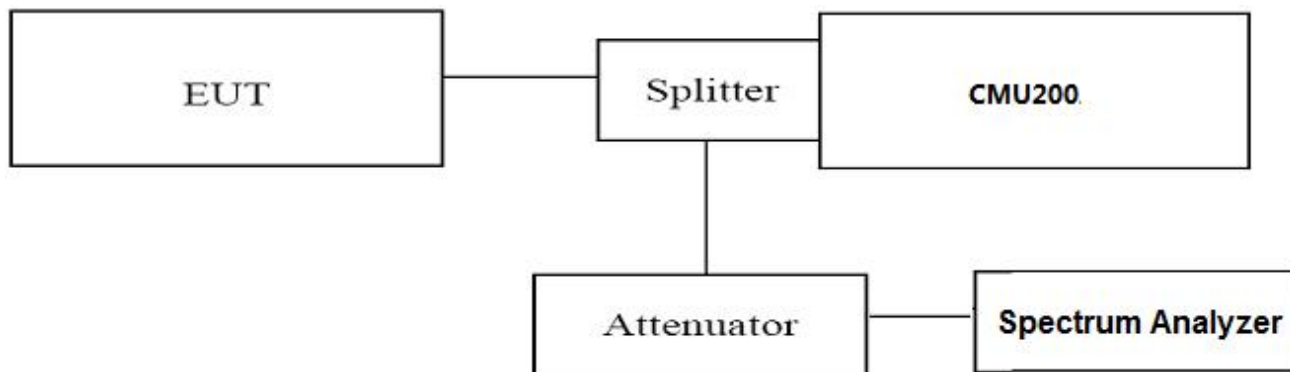 EUT
Splitter
CMU200
Attenuator
Spectrum Analyzer